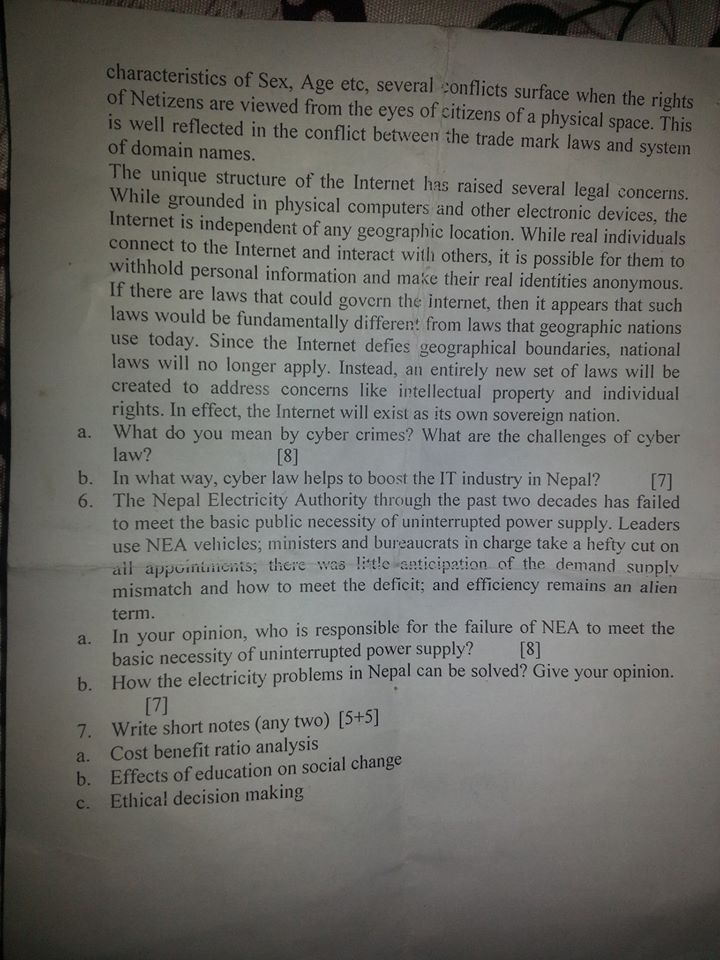 characteristics of Sex, Age etc, several conflicts surface when the rights
of Netizens are viewed from the eyes of citizens of a physical space. This
is well reflected in the conflict between the trade mark laws and system
of domain names.
The unique structure of the Internet has raised several legal concerns.
While grounded in physical computers and other electronic devices, the
Internet is independent of any geographic location. While real individuals
connect to the Internet and interact with others, it is possible for them to
withhold personal information and make their real identities anonymous.
If there are laws that could govern the Internet, then it appears that such
laws would be fundamentally different from laws that geographic nations
use today. Since the Internet defies geographical boundaries, national
laws will no longer apply. Instead, an entirely new set of laws will be
created to address concerns like intellectual property and individual
rights. In effect, the Internet will exist as its own sovereign nation.
a. What do you mean by cyber crimes? What are the challenges of cyber
law? [8]
b. In what way, cyber law helps to boost the IT industry in Nepal? [7]
6. The Nepal Electricity Authority through the past two decades has failed
to meet the basic public necessity of uninterrupted power supply. Leaders
use NEA vehicles; ministers and bureaucrats in charge take a hefty cut on
all appointments; there was little anticipation of the demand supply
mismatch and how to meet the deficit; and efficiency remains an alien
term.
a. In your opinion, who is responsible for the failure of NEA to meet the
basic necessity of uninterrupted power supply? [8]
b. How the electricity problems in Nepal can be solved? Give your opinion.
[7]
7. Write short notes (any two) [5+5]
a. Cost benefit ratio analysis
b. Effects of education on social change
c. Ethical decision making